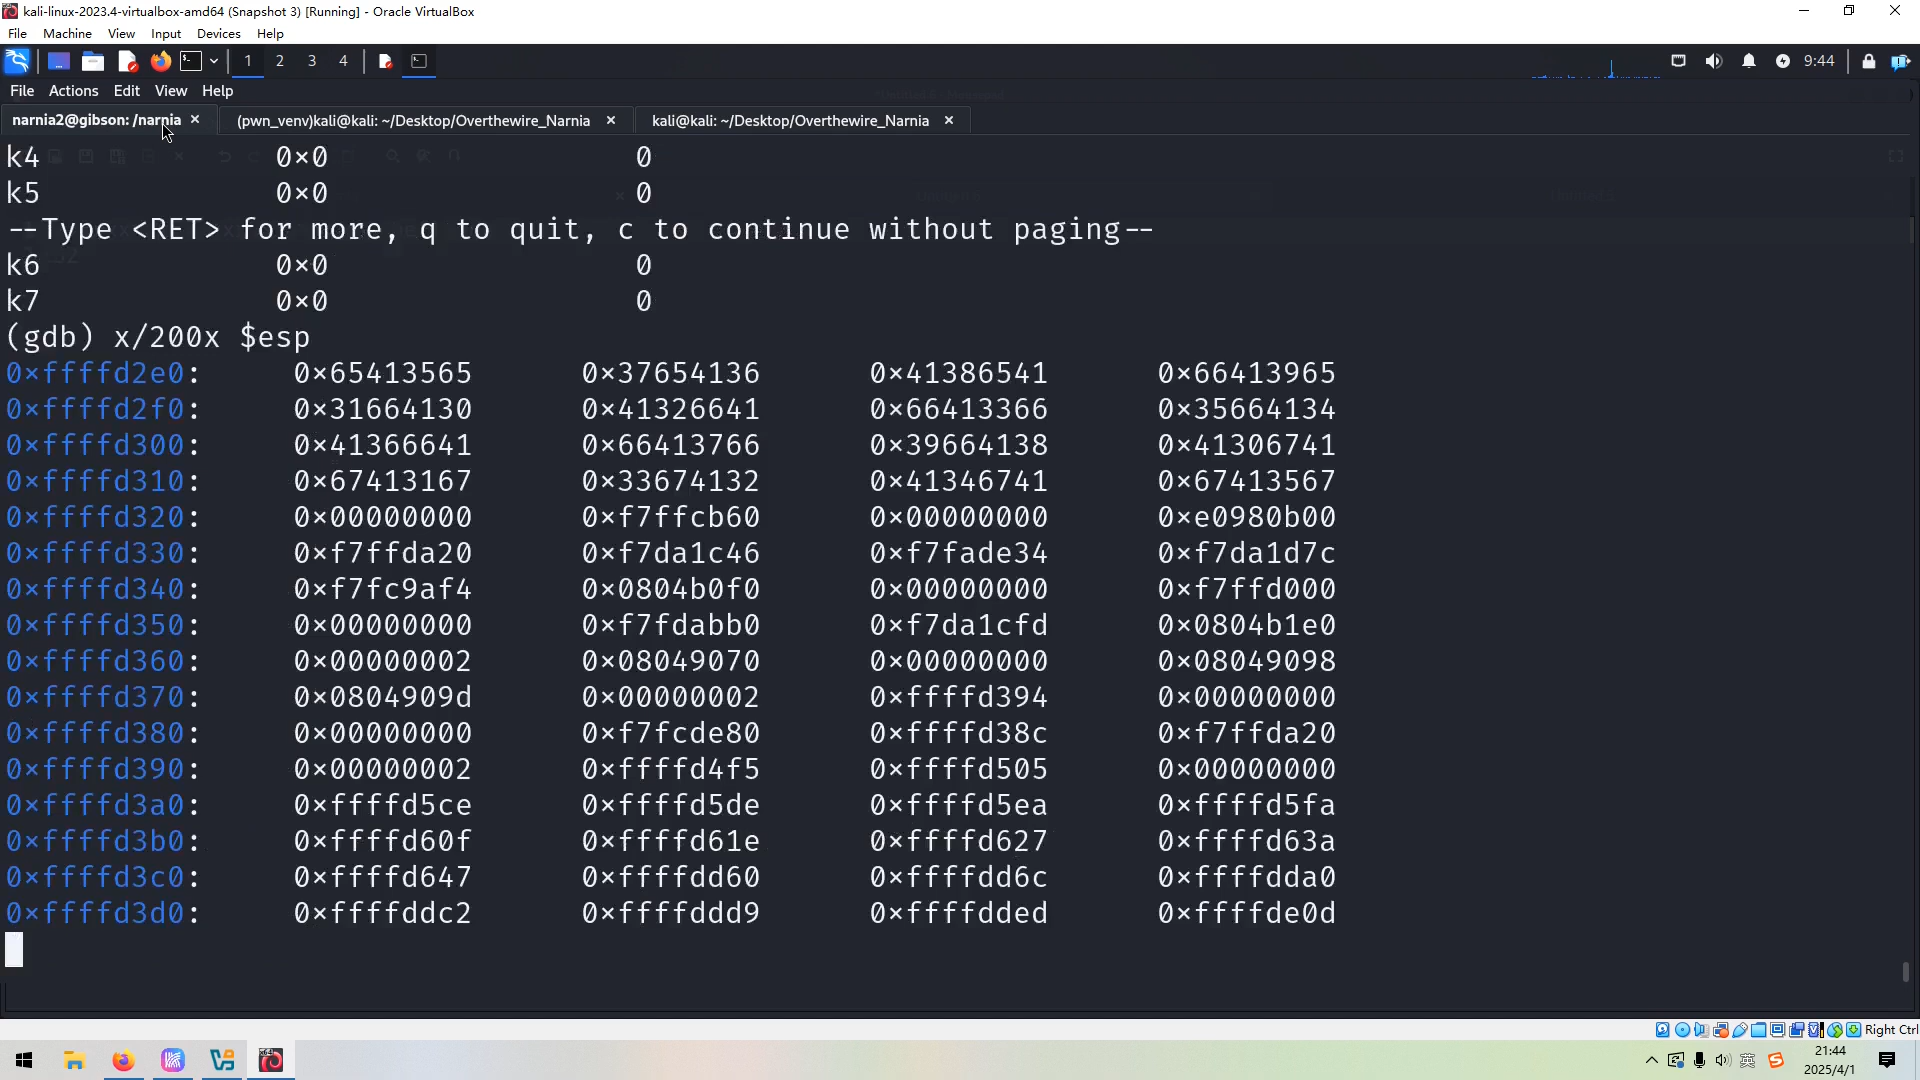 kali-linux-2023.4-virtualbox-amd64 (Snapshot 3) [Running] - Oracle VirtualBox
File Machine View Input Devices Help
1 2 3 4 9:44
File Actions Edit View Help
narnia2@gibson: /narnia (pwn_venv)kali@kali: ~/Desktop/Overthewire_Narnia kali@kali: ~/Desktop/Overthewire_Narnia
k4 0x0 0
k5 0x0 0
--Type <RET> for more, q to quit, c to continue without paging--
k6 0x0 0
k7 0x0 0
(gdb) x/200x $esp
0xffffd2e0: 0x65413565 0x37654136 0x41386541 0x66413965
0xffffd2f0: 0x31664130 0x41326641 0x66413366 0x35664134
0xffffd300: 0x41366641 0x66413766 0x39664138 0x41306741
0xffffd310: 0x67413167 0x33674132 0x41346741 0x67413567
0xffffd320: 0x00000000 0xf7ffcb60 0x00000000 0xe0980b00
0xffffd330: 0xf7ffda20 0xf7da1c46 0xf7fade34 0xf7da1d7c
0xffffd340: 0xf7fc9af4 0x0804b0f0 0x00000000 0xf7ffd000
0xffffd350: 0x00000000 0xf7fdabb0 0xf7da1cfd 0x0804b1e0
0xffffd360: 0x00000002 0x08049070 0x00000000 0x08049098
0xffffd370: 0x0804909d 0x00000002 0xffffd394 0x00000000
0xffffd380: 0x00000000 0xf7fcde80 0xffffd38c 0xf7ffda20
0xffffd390: 0x00000002 0xffffd4f5 0xffffd505 0x00000000
0xffffd3a0: 0xffffd5ce 0xffffd5de 0xffffd5ea 0xffffd5fa
0xffffd3b0: 0xffffd60f 0xffffd61e 0xffffd627 0xffffd63a
0xffffd3c0: 0xffffd647 0xffffdd60 0xffffdd6c 0xffffdda0
0xffffd3d0: 0xffffddc2 0xffffddd9 0xffffdded 0xffffde0d
Right Ctrl
英
21:44
2025/4/1